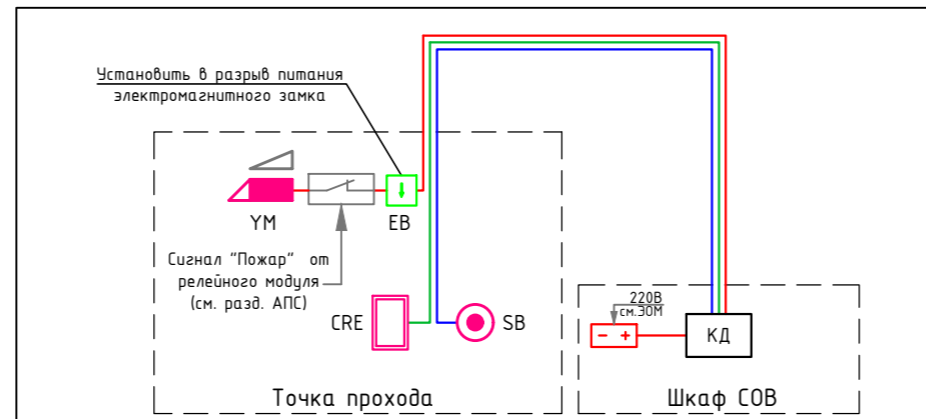 Установить в разрыв питания
электромагнитного замка
YM
EB
Сигнал "Пожар" от
релейного модуля
(см. разд. АПС)
CRE
SB
Точка прохода
220В
см.ЭОМ
- +
КД
Шкаф СОВ